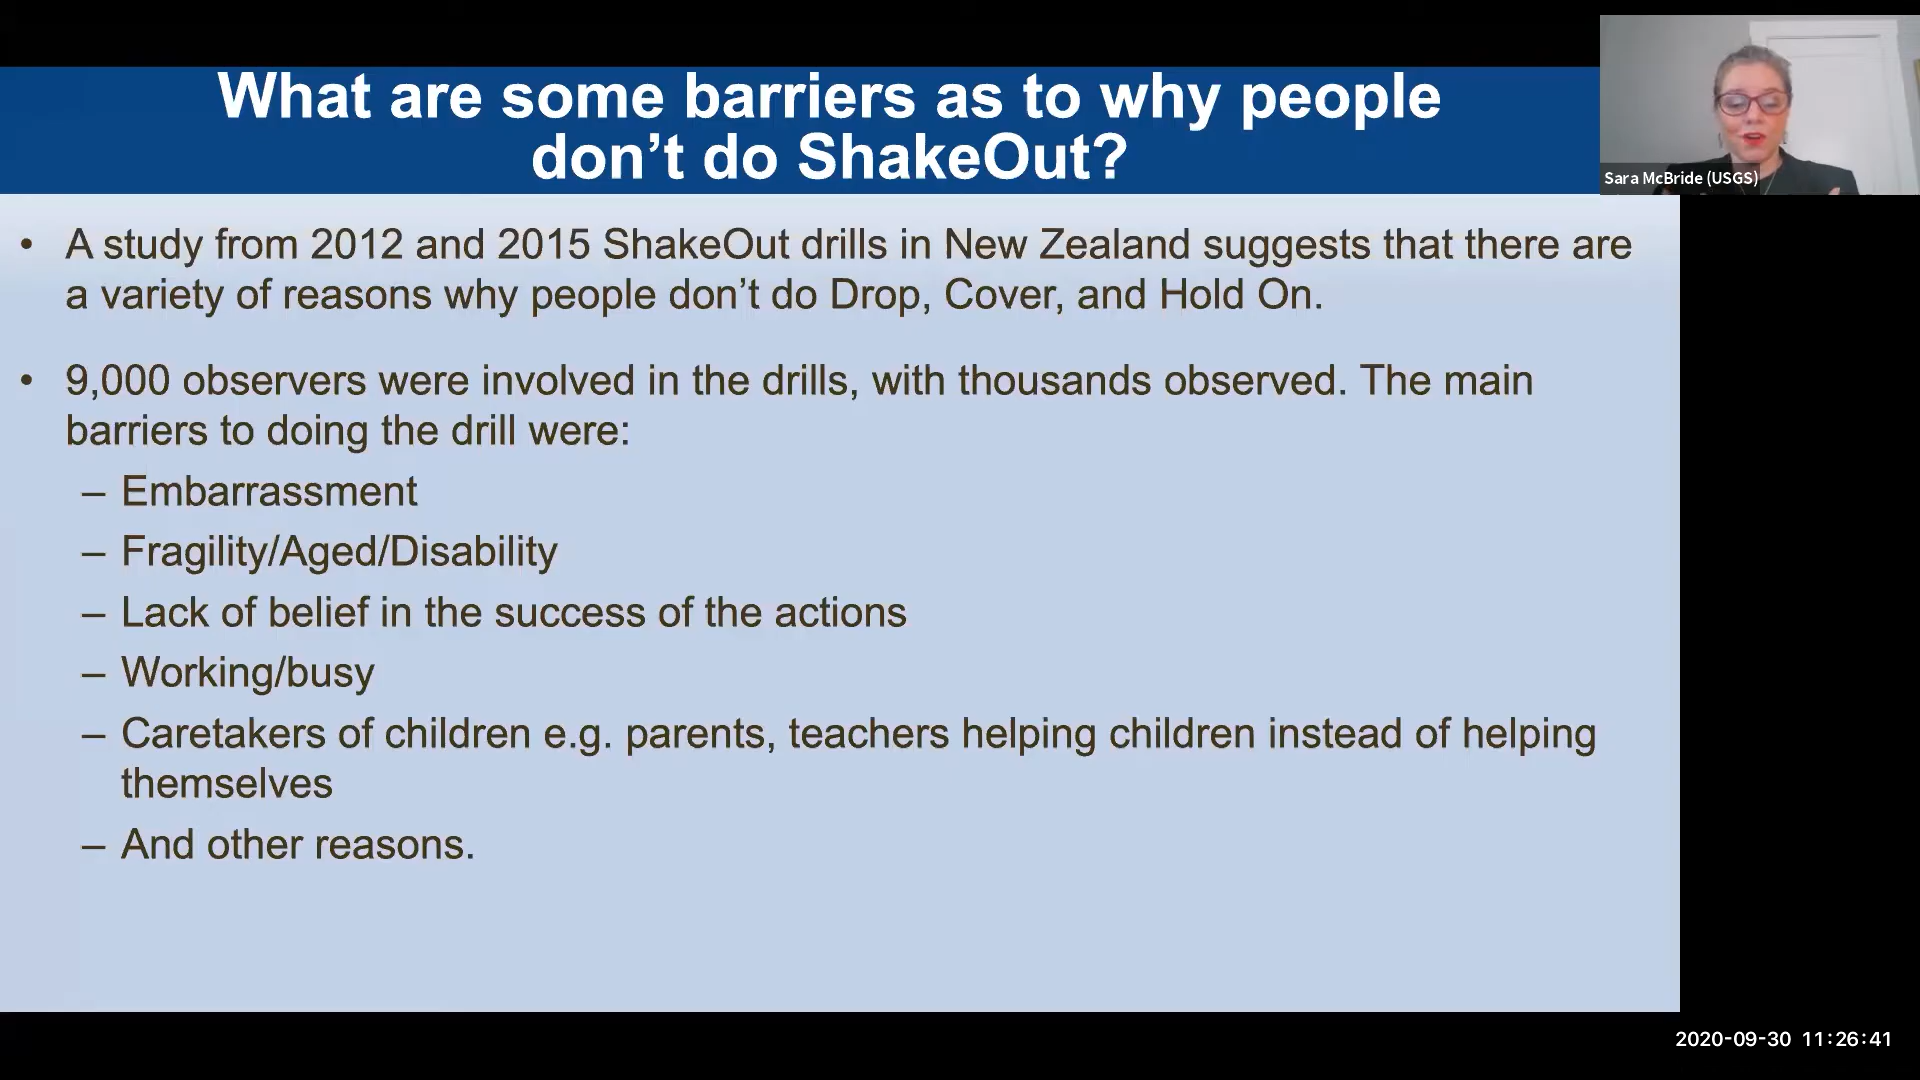 What are some barriers as to why people
don’t do ShakeOut?
Sara McBride (USGS)
• A study from 2012 and 2015 ShakeOut drills in New Zealand suggests that there are
a variety of reasons why people don’t do Drop, Cover, and Hold On.
• 9,000 observers were involved in the drills, with thousands observed. The main
barriers to doing the drill were:
– Embarrassment
– Fragility/Aged/Disability
– Lack of belief in the success of the actions
– Working/busy
– Caretakers of children e.g. parents, teachers helping children instead of helping
themselves
– And other reasons.
2020-09-30 11:26:41